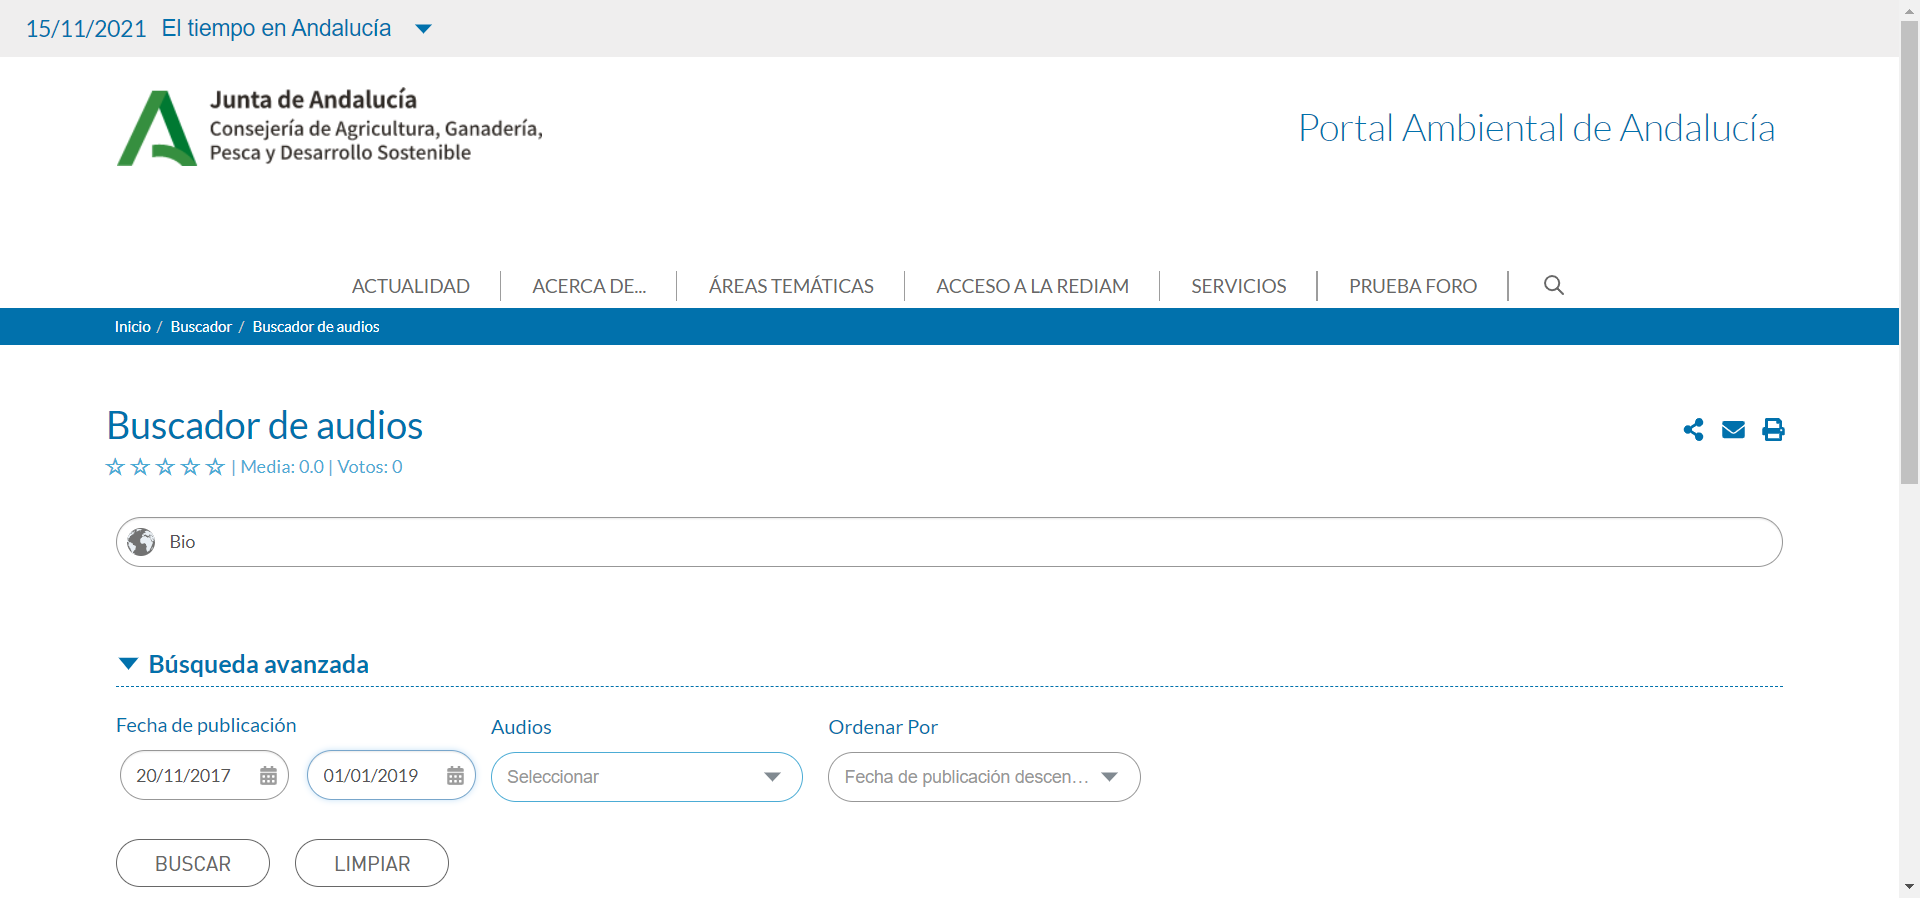 15/11/2021 El tiempo en Andalucía
Junta de Andalucía
Consejería de Agricultura, Ganadería,
Pesca y Desarrollo Sostenible
Portal Ambiental de Andalucía
ACTUALIDAD ACERCA DE... ÁREAS TEMÁTICAS ACCESO A LA REDIAM SERVICIOS PRUEBA FORO
Inicio / Buscador / Buscador de audios
Buscador de audios
| Media: 0.0 | Votos: 0
Bio
Búsqueda avanzada
Fecha de publicación Audios Ordenar Por
20/11/2017 01/01/2019 Seleccionar Fecha de publicación descen...
BUSCAR LIMPIAR